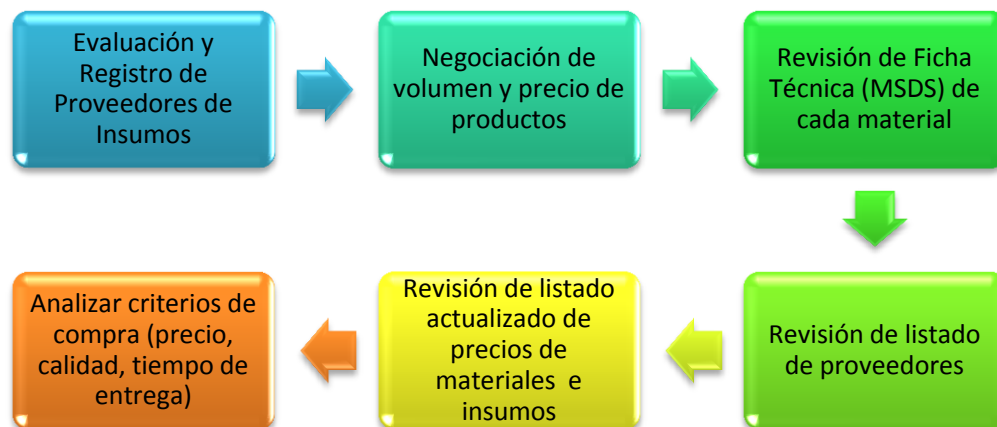 Evaluación y
Registro de
Proveedores de
Insumos
Negociación de
volumen y precio de
productos
Revisión de Ficha
Técnica (MSDS) de
cada material
Revisión de listado
de proveedores
Revisión de listado
actualizado de
precios de
materiales e
insumos
Analizar criterios de
compra (precio,
calidad, tiempo de
entrega)